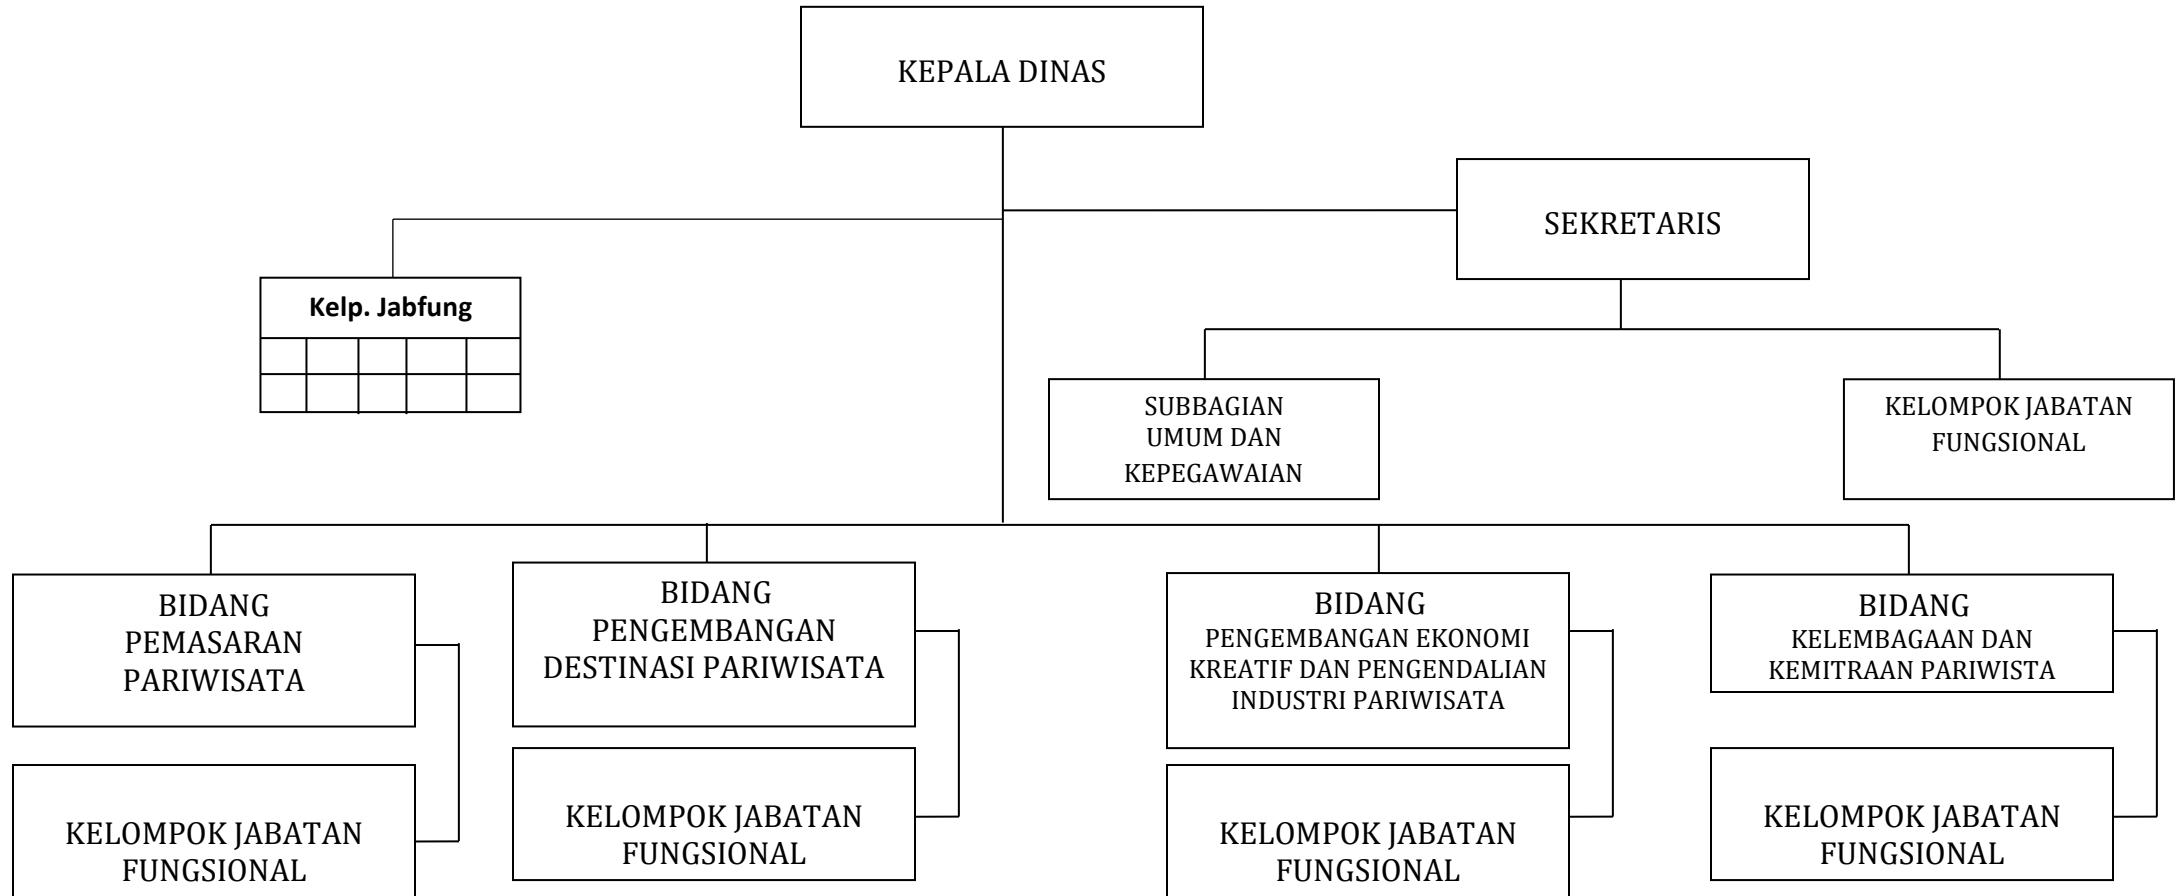 KEPALA DINAS
SEKRETARIS
Kelp. Jabfung
SUBBAGIAN
UMUM DAN
KEPEGAWAIAN
KELOMPOK JABATAN
FUNGSIONAL
BIDANG
PEMASARAN
PARIWISATA
BIDANG
PENGEMBANGAN
DESTINASI PARIWISATA
BIDANG
PENGEMBANGAN EKONOMI
KREATIF DAN PENGENDALIAN
INDUSTRI PARIWISATA
BIDANG
KELEMBAGAAN DAN
KEMITRAAN PARIWISTA
KELOMPOK JABATAN
FUNGSIONAL
KELOMPOK JABATAN
FUNGSIONAL
KELOMPOK JABATAN
FUNGSIONAL
KELOMPOK JABATAN
FUNGSIONAL